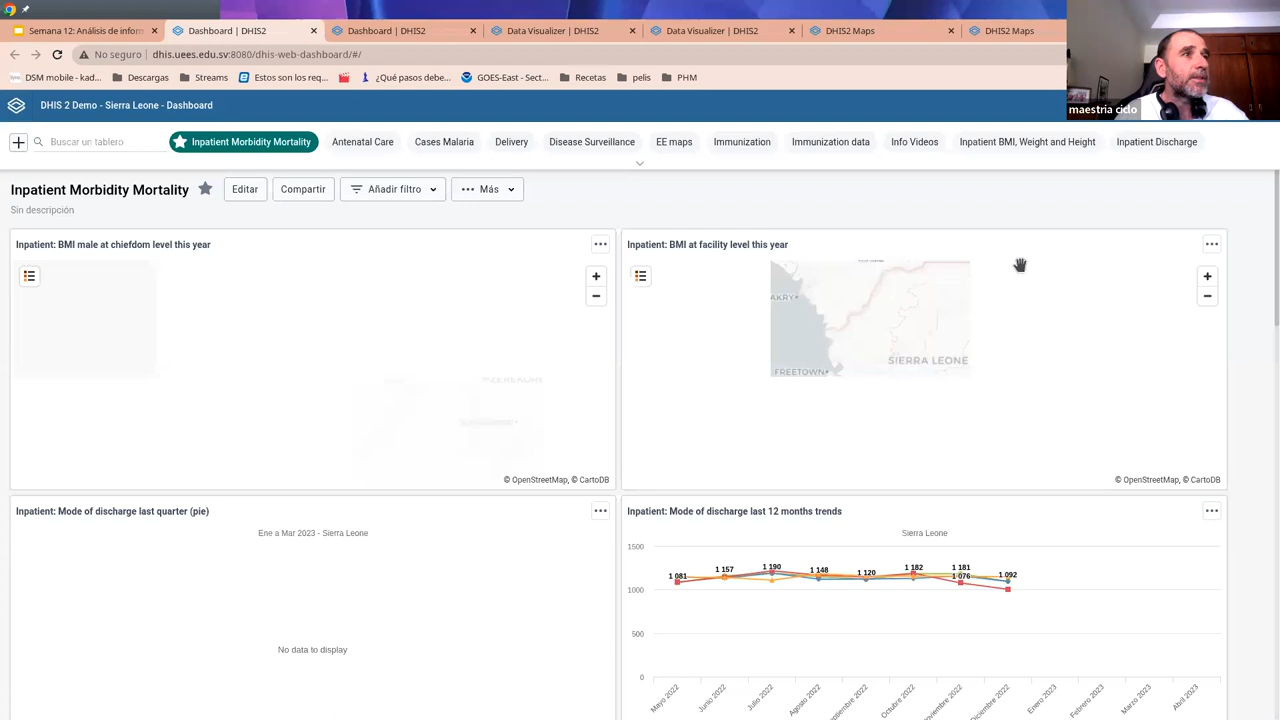 Semana 12: Análisis de inforr
Dashboard | DHIS2
Dashboard | DHIS2
Data Visualizer | DHIS2
Data Visualizer | DHIS2
DHIS2 Maps
DHIS2 Maps
No seguro
dhis.uees.edu.sv:8080/dhis-web-dashboard/#/
DSM mobile - kad...
Descargas
Streams
Estos son los req...
¿Qué pasos debe...
GOES-East - Sect...
Recetas
pelis
PHM
maestria ciclo
DHIS 2 Demo - Sierra Leone - Dashboard
Buscar un tablero
Inpatient Morbidity Mortality
Antenatal Care
Cases Malaria
Delivery
Disease Surveillance
EE maps
Immunization
Immunization data
Info Videos
Inpatient BMI, Weight and Height
Inpatient Discharge
Inpatient Morbidity Mortality
Editar
Compartir
Añadir filtro
Más
Sin descripción
Inpatient: BMI male at chiefdom level this year
© OpenStreetMap, © CartoDB
Inpatient: BMI at facility level this year
AKRY
SIERRA LEONE
FREETOWN
© OpenStreetMap, © CartoDB
Inpatient: Mode of discharge last quarter (pie)
Ene a Mar 2023 - Sierra Leone
No data to display
Inpatient: Mode of discharge last 12 months trends
Sierra Leone
1500
1000
500
0
1 081
1 157
1 190
1 148
1 120
1 182
1 181
1 076
1 092
Mayo 2022
Junio 2022
Julio 2022
Agosto 2022
eptiembre 2022
Octubre 2022
oviembre 2022
Diciembre 2022
Enero 2023
Febrero 2023
Marzo 2023
Abril 2023